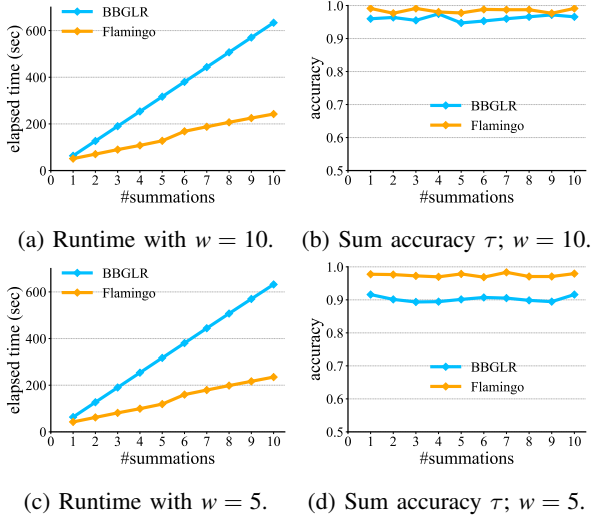 elapsed time (sec)
600
400
200
0
BBGLR
Flamingo
0 1 2 3 4 5 6 7 8 9 10
#summations
(a) Runtime with w = 10.
accuracy
1.0
0.9
0.8
0.7
0.6
0.5
BBGLR
Flamingo
0 1 2 3 4 5 6 7 8 9 10
#summations
(b) Sum accuracy τ; w = 10.
elapsed time (sec)
600
400
200
0
BBGLR
Flamingo
0 1 2 3 4 5 6 7 8 9 10
#summations
(c) Runtime with w = 5.
accuracy
1.0
0.9
0.8
0.7
0.6
0.5
BBGLR
Flamingo
0 1 2 3 4 5 6 7 8 9 10
#summations
(d) Sum accuracy τ; w = 5.